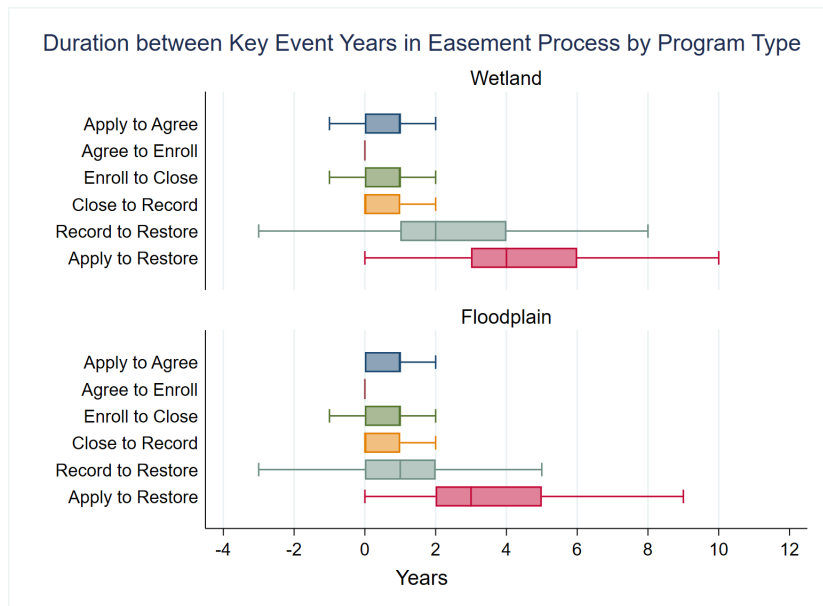 Duration between Key Event Years in Easement Process by Program Type
Wetland
Apply to Agree
Agree to Enroll
Enroll to Close
Close to Record
Record to Restore
Apply to Restore
Floodplain
Apply to Agree
Agree to Enroll
Enroll to Close
Close to Record
Record to Restore
Apply to Restore
-4 -2 0 2 4 6 8 10 12
Years